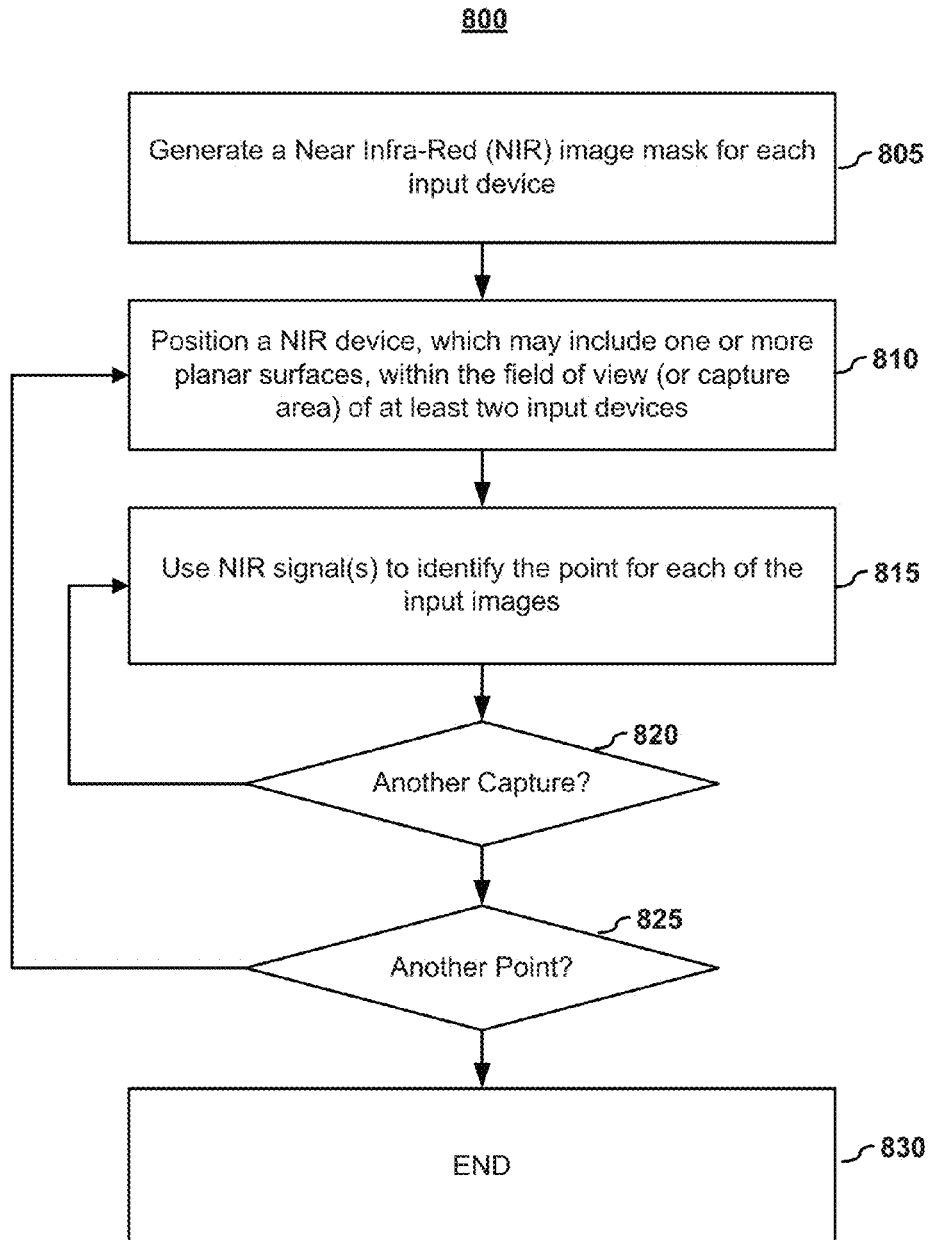 800
Generate a Near Infra-Red (NIR) image mask for each
input device
805
Position a NIR device, which may include one or more
planar surfaces, within the field of view (or capture
area) of at least two input devices
810
Use NIR signal(s) to identify the point for each of the
input images
815
820
Another Capture?
825
Another Point?
END
830